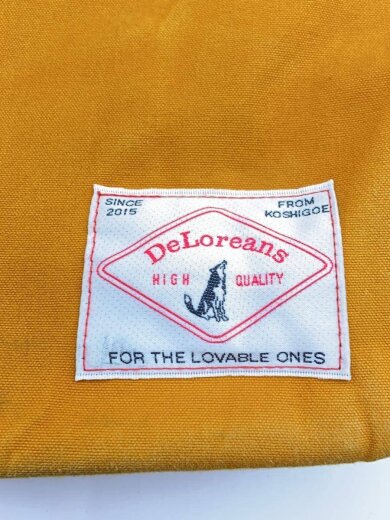 SINCE 2015
FROM KOSHIGOE
DeLoreans
HIGH QUALITY
FOR THE LOVABLE ONES